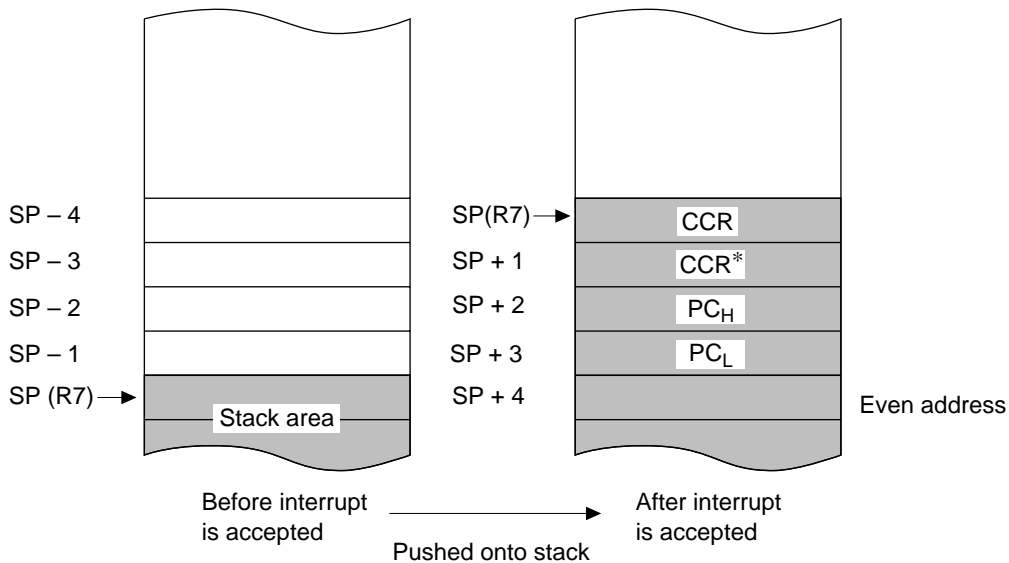 SP – 4
SP – 3
SP – 2
SP – 1
SP (R7)
Stack area
SP(R7)
SP + 1
SP + 2
SP + 3
SP + 4
CCR
CCR*
PCH
PCL
Even address
Before interrupt
is accepted
Pushed onto stack
After interrupt
is accepted